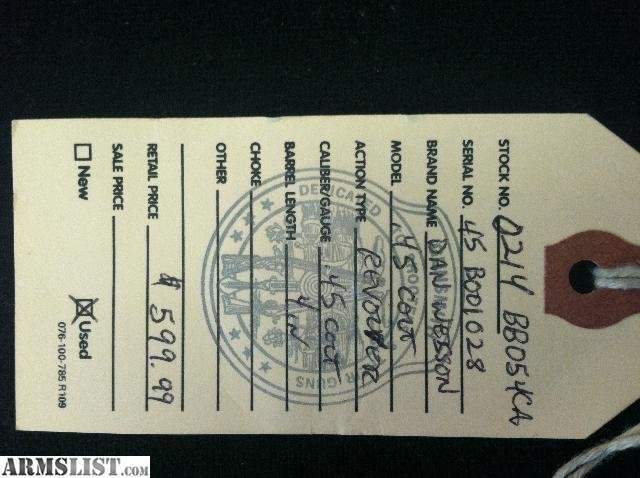 STOCK NO. 0214 BB054CA
SERIAL NO. 45 B001028
BRAND NAME DAN WESSON
MODEL .45 COLT
ACTION TYPE REVOLVER
CALIBER/GAUGE .45 COLT
BARREL LENGTH 4 IN
CHOKE
OTHER
RETAIL PRICE $ 599.99
SALE PRICE
New
Used
076-100-785 R109
DEDICATED
GUNS
ARMSLIST.com